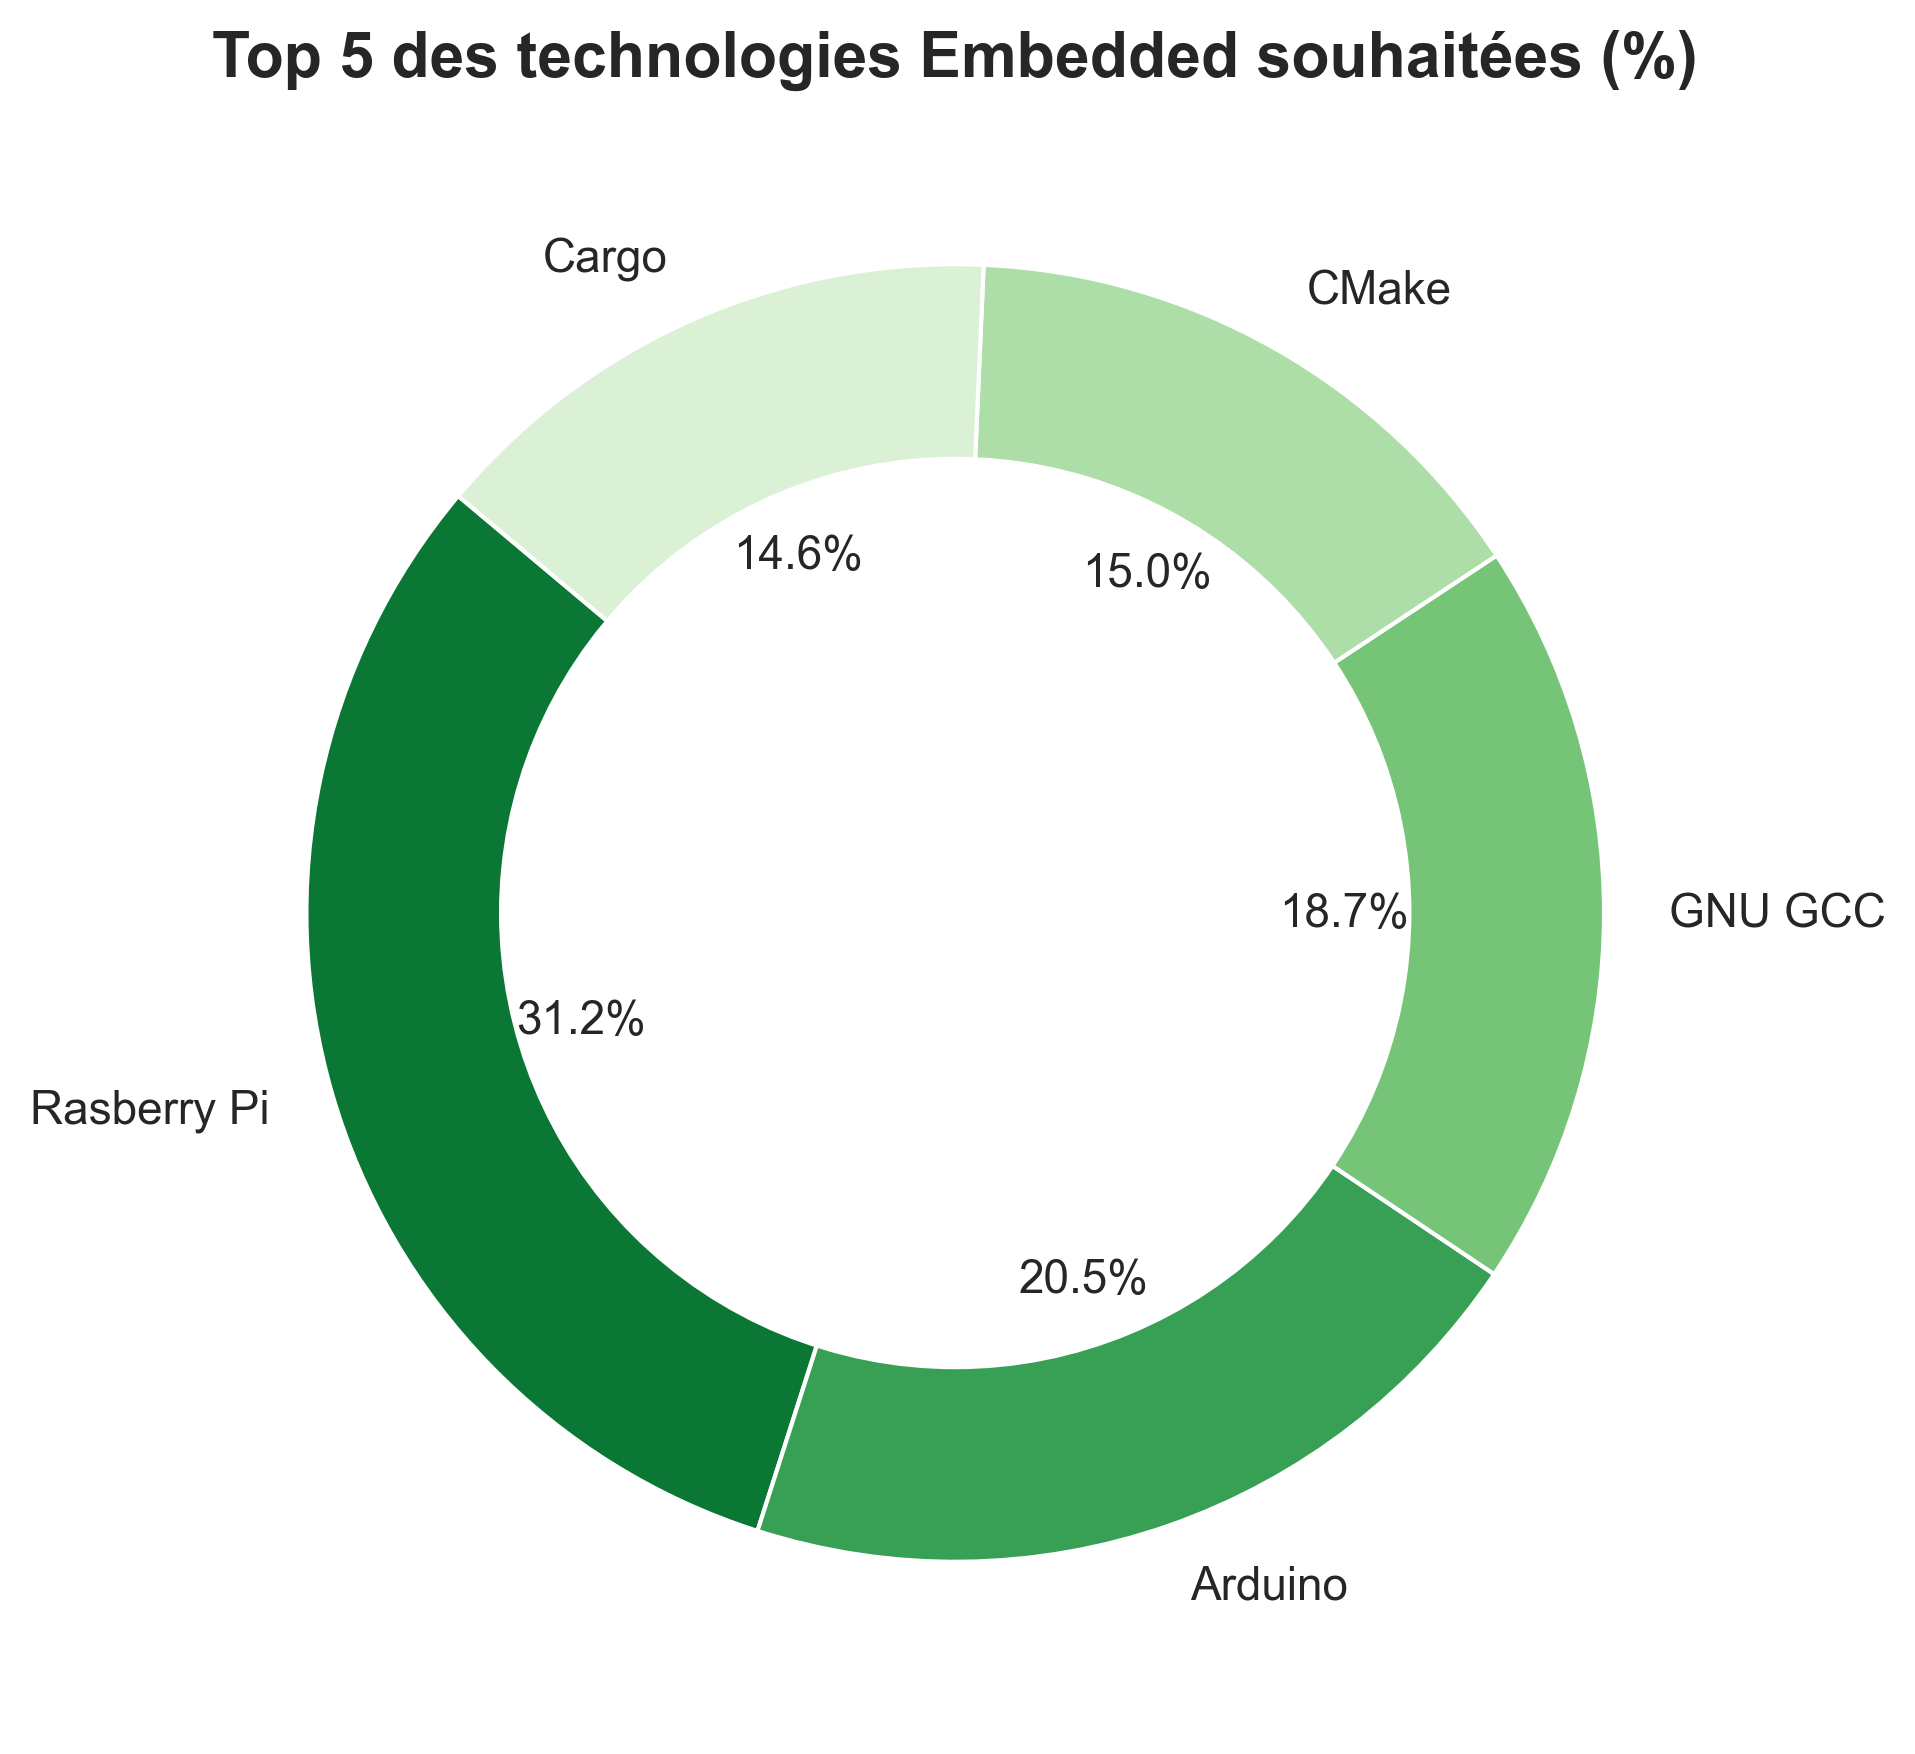 Top 5 des technologies Embedded souhaitées (%)
Cargo
CMake
14.6%
15.0%
18.7%
GNU GCC
31.2%
Rasberry Pi
20.5%
Arduino